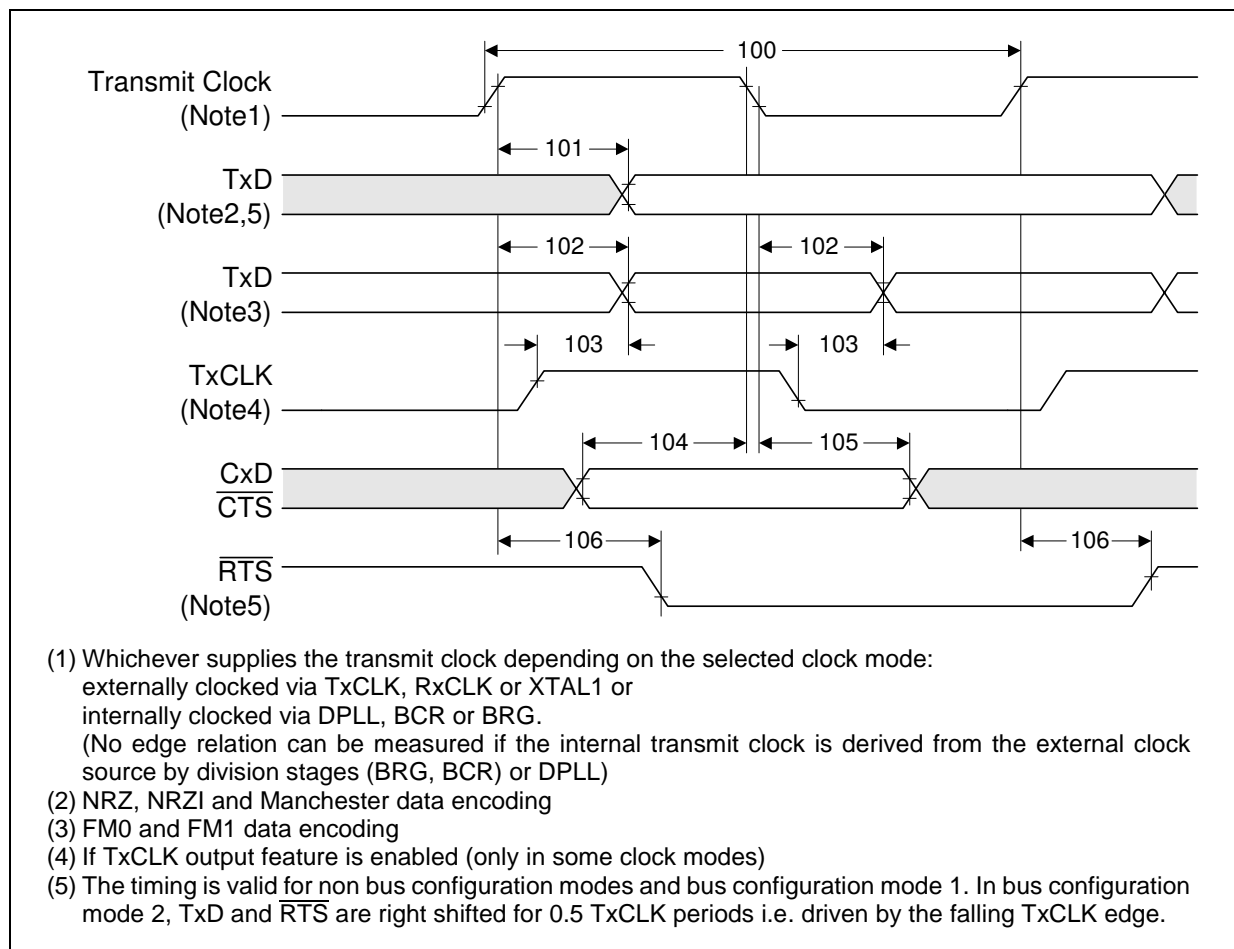 100
Transmit Clock
(Note1)
101
TxD
(Note2,5)
102 102
TxD
(Note3)
103 103
TxCLK
(Note4)
104 105
CxD
CTS
106 106
RTS
(Note5)
(1) Whichever supplies the transmit clock depending on the selected clock mode:
externally clocked via TxCLK, RxCLK or XTAL1 or
internally clocked via DPLL, BCR or BRG.
(No edge relation can be measured if the internal transmit clock is derived from the external clock
source by division stages (BRG, BCR) or DPLL)
(2) NRZ, NRZI and Manchester data encoding
(3) FM0 and FM1 data encoding
(4) If TxCLK output feature is enabled (only in some clock modes)
(5) The timing is valid for non bus configuration modes and bus configuration mode 1. In bus configuration
mode 2, TxD and RTS are right shifted for 0.5 TxCLK periods i.e. driven by the falling TxCLK edge.